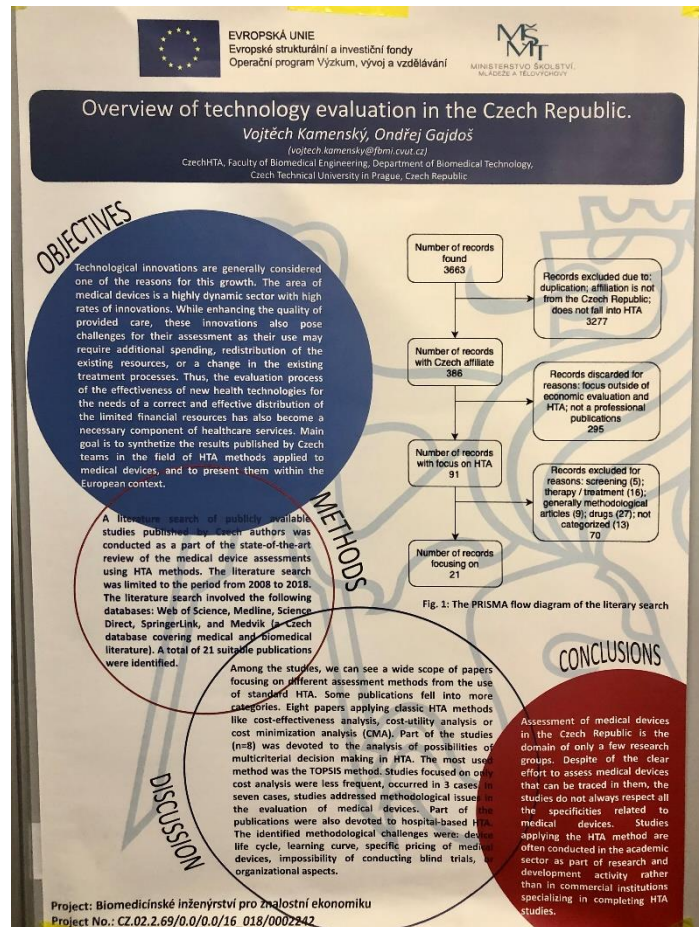 EVROPSKÁ UNIE
Evropské strukturální a investiční fondy
Operační program Výzkum, vývoj a vzdělávání
MŠMT
MINISTERSTVO ŠKOLSTVÍ,
MLÁDEŽE A TĚLOVÝCHOVY
Overview of technology evaluation in the Czech Republic.
Vojtěch Kamenský, Ondřej Gajdoš
(vojtech.kamensky@fbmi.cvut.cz)
CzechHTA, Faculty of Biomedical Engineering, Department of Biomedical Technology,
Czech Technical University in Prague, Czech Republic
OBJECTIVES
Technological innovations are generally considered
one of the reasons for this growth. The area of
medical devices is a highly dynamic sector with high
rates of innovations. While enhancing the quality of
provided care, these innovations also pose
challenges for their assessment as their use may
require additional spending, redistribution of the
existing resources, or a change in the existing
treatment processes. Thus, the evaluation process
of the effectiveness of new health technologies for
the needs of a correct and effective distribution of
the limited financial resources has also become a
necessary component of healthcare services. Main
goal is to synthetize the results published by Czech
teams in the field of HTA methods applied to
medical devices, and to present them within the
European context.
METHODS
A literature search of publicly available
studies published by Czech authors was
conducted as a part of the state-of-the-art
review of the medical device assessments
using HTA methods. The literature search
was limited to the period from 2008 to 2018.
The literature search involved the following
databases: Web of Science, Medline, Science
Direct, SpringerLink, and Medvik (a Czech
database covering medical and biomedical
literature). A total of 21 suitable publications
were identified.
Number of records
found
3663
Records excluded due to:
duplication; affiliation is not
from the Czech Republic;
does not fall into HTA
3277
Number of records
with Czech affiliate
386
Records discarded for
reasons: focus outside of
economic evaluation and
HTA; not a professional
publications
295
Number of records
with focus on HTA
91
Records excluded for
reasons: screening (5);
therapy / treatment (16);
generally methodological
articles (9); drugs (27); not
categorized (13)
70
Number of records
focusing on
21
Fig. 1: The PRISMA flow diagram of the literary search
DISCUSSION
Among the studies, we can see a wide scope of papers
focusing on different assessment methods from the use
of standard HTA. Some publications fell into more
categories. Eight papers applying classic HTA methods
like cost-effectiveness analysis, cost-utility analysis or
cost minimization analysis (CMA). Part of the studies
(n=8) was devoted to the analysis of possibilities of
multicriterial decision making in HTA. The most used
method was the TOPSIS method. Studies focused on only
cost analysis were less frequent, occurred in 3 cases. In
seven cases, studies addressed methodological issues in
the evaluation of medical devices. Part of the
publications were also devoted to hospital-based HTA.
The identified methodological challenges were: device
life cycle, learning curve, specific pricing of medical
devices, impossibility of conducting blind trials,
organizational aspects.
CONCLUSIONS
Assessment of medical devices
in the Czech Republic is the
domain of only a few research
groups. Despite of the clear
effort to assess medical devices
that can be traced in them, the
studies do not always respect all
the specificities related to
medical devices. Studies
applying the HTA method are
often conducted in the academic
sector as part of research and
development activity rather
than in commercial institutions
specializing in completing HTA
studies.
Project: Biomedicínské inženýrství pro znalostní ekonomiku
Project No.: CZ.02.2.69/0.0/0.0/16_018/0002242